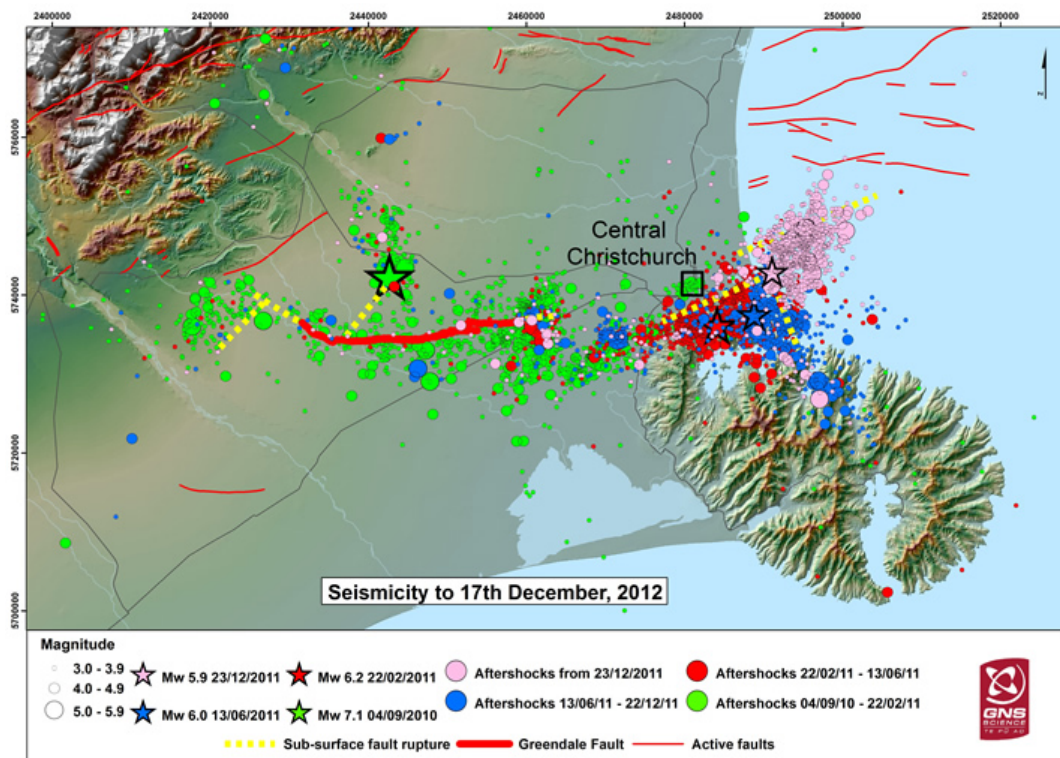 2400000 2420000 2440000 2460000 2480000 2500000 2520000
5760000
5740000
5720000
5700000
Z
Central
Christchurch
Seismicity to 17th December, 2012
Magnitude
3.0 - 3.9
4.0 - 4.9
5.0 - 5.9
Mw 5.9 23/12/2011
Mw 6.2 22/02/2011
Mw 6.0 13/06/2011
Mw 7.1 04/09/2010
Aftershocks from 23/12/2011
Aftershocks 22/02/11 - 13/06/11
Aftershocks 13/06/11 - 22/12/11
Aftershocks 04/09/10 - 22/02/11
Sub-surface fault rupture
Greendale Fault
Active faults
GNS
SCIENCE
TE PŪ AO